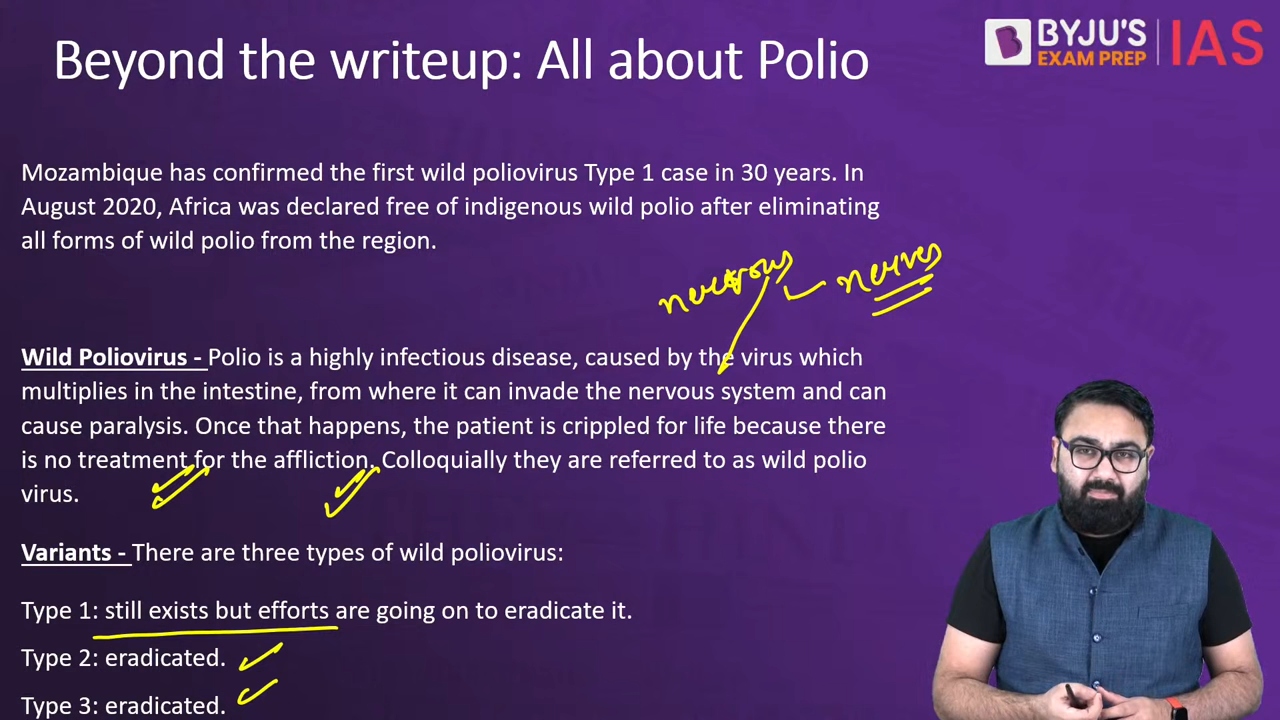 Beyond the writeup: All about Polio
BYJU'S
EXAM PREP
IAS
Mozambique has confirmed the first wild poliovirus Type 1 case in 30 years. In
August 2020, Africa was declared free of indigenous wild polio after eliminating
all forms of wild polio from the region.
nerves
Wild Poliovirus - Polio is a highly infectious disease, caused by the virus which
multiplies in the intestine, from where it can invade the nervous system and can
cause paralysis. Once that happens, the patient is crippled for life because there
is no treatment for the affliction. Colloquially they are referred to as wild polio
virus.
Variants - There are three types of wild poliovirus:
Type 1: still exists but efforts are going on to eradicate it.
Type 2: eradicated.
Type 3: eradicated.